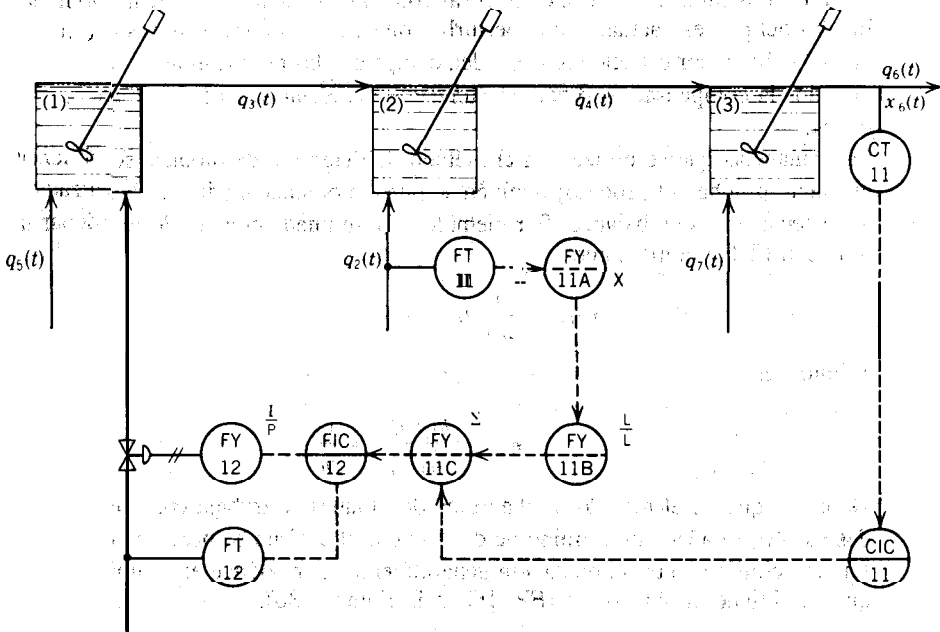 q6(t)
(1) q3(t) (2) q4(t) (3) x6(t)
CT
11
q5(t) q2(t) FT
11 -- FY
11A X q7(t)
I
P
Σ
L
L
FY
12
FIC
12
FY
11C
FY
11B
FT
12
CIC
11